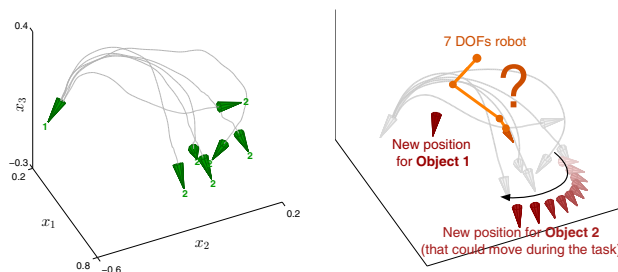 0.4
x₃
−0.3
0.2
x₁
0.8
−0.6
x₂
0.2
1
2
2
2
2
2
2
7 DOFs robot
?
New position
for Object 1
New position for Object 2
(that could move during the task)